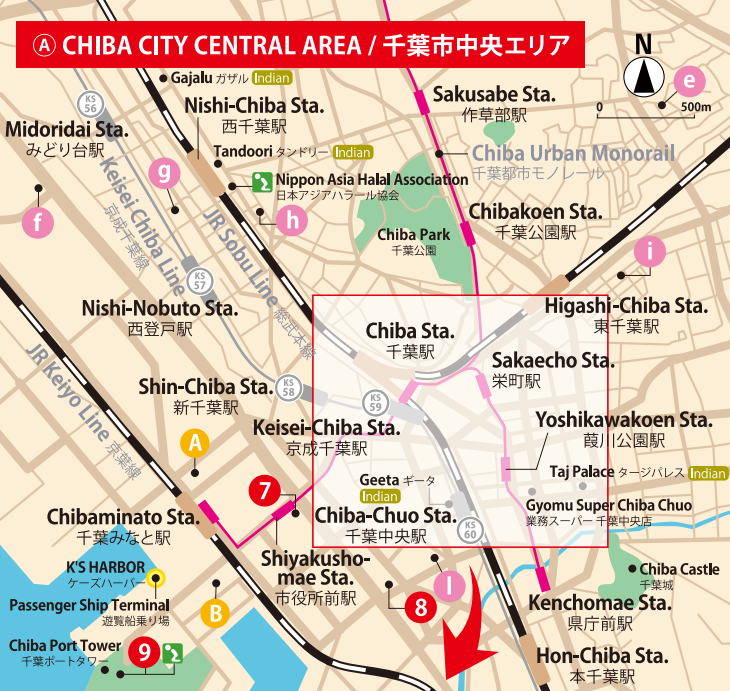 Ⓐ CHIBA CITY CENTRAL AREA / 千葉市中央エリア
N
0 500m
e
Gajalu ガザル Indian
KS 56
Nishi-Chiba Sta.
西千葉駅
Sakusabe Sta.
作草部駅
Midoridai Sta.
みどり台駅
Tandoori タンドリー Indian
Chiba Urban Monorail
千葉都市モノレール
g
Nippon Asia Halal Association
日本アジアハラール協会
f
h
Keisei Chiba Line
京成千葉線
JR Sobu Line 総武本線
Chibakoen Sta.
千葉公園駅
Chiba Park
千葉公園
i
KS 57
Nishi-Nobuto Sta.
西登戸駅
Higashi-Chiba Sta.
東千葉駅
Chiba Sta.
千葉駅
JR Keiyo Line 京葉線
Sakaecho Sta.
栄町駅
Shin-Chiba Sta.
新千葉駅
KS 58
KS 59
Keisei-Chiba Sta.
京成千葉駅
Yoshikawakoen Sta.
葭川公園駅
A
Taj Palace タージパレス Indian
7
Geeta ギータ
Indian
Gyomu Super Chiba Chuo
業務スーパー 千葉中央店
Chibaminato Sta.
千葉みなと駅
Chiba-Chuo Sta.
千葉中央駅
KS 60
Shiyakusho-
mae Sta.
市役所前駅
K'S HARBOR
ケーズハーバー
Passenger Ship Terminal
遊覧船乗り場
B
8
l
Chiba Castle
千葉城
Kenchomae Sta.
県庁前駅
Chiba Port Tower
千葉ポートタワー
9
Hon-Chiba Sta.
本千葉駅